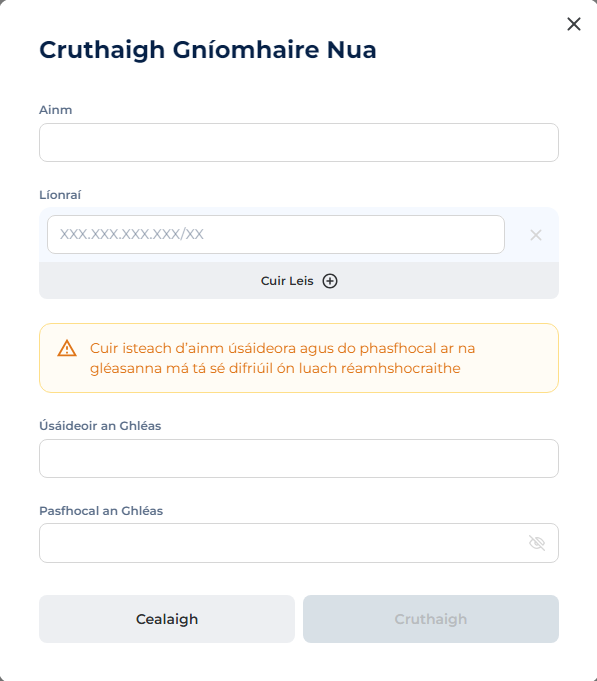 Cruthaigh Gníomhaire Nua
Ainm
Líonraí
XXX.XXX.XXX.XXX/XX
Cuir Leis
Cuir isteach d'ainm úsáideora agus do phasfhocal ar na
gléasanna má tá sé difriúil ón luach réamhshocraithe
Úsáideoir an Ghléas
Pasfhocal an Ghléas
Cealaigh
Cruthaigh